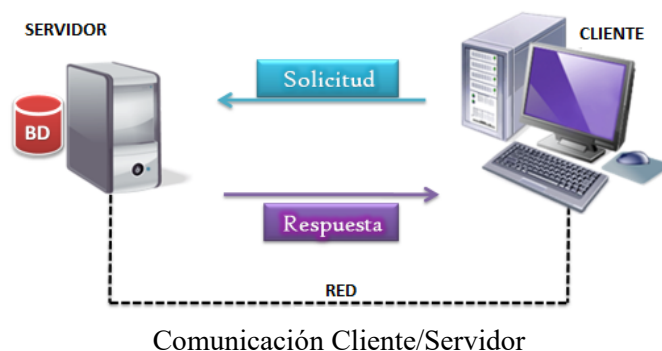 SERVIDOR
CLIENTE
Solicitud
BD
Respuesta
RED
Comunicación Cliente/Servidor